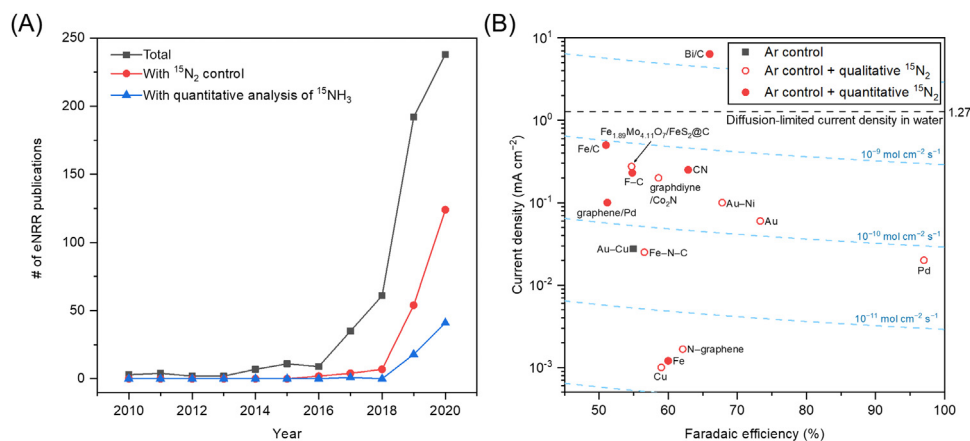 (A)
250
200
150
100
50
0
# of eNRR publications
Total
With ¹⁵N₂ control
With quantitative analysis of ¹⁵NH₃
2010 2012 2014 2016 2018 2020
Year
(B)
10¹
10⁰
10⁻¹
10⁻²
10⁻³
Current density (mA cm⁻²)
Ar control
Ar control + qualitative ¹⁵N₂
Ar control + quantitative ¹⁵N₂
Bi/C
1.27
Diffusion-limited current density in water
Fe₁.₈₉Mo₄.₁₁O₇/FeS₂@C
Fe/C
10⁻⁹ mol cm⁻² s⁻¹
CN
F–C
graphdiyne
/Co₂N
graphene/Pd
Au–Ni
Au
10⁻¹⁰ mol cm⁻² s⁻¹
Au–Cu
Fe–N–C
Pd
10⁻¹¹ mol cm⁻² s⁻¹
N–graphene
Fe
Cu
50 60 70 80 90 100
Faradaic efficiency (%)